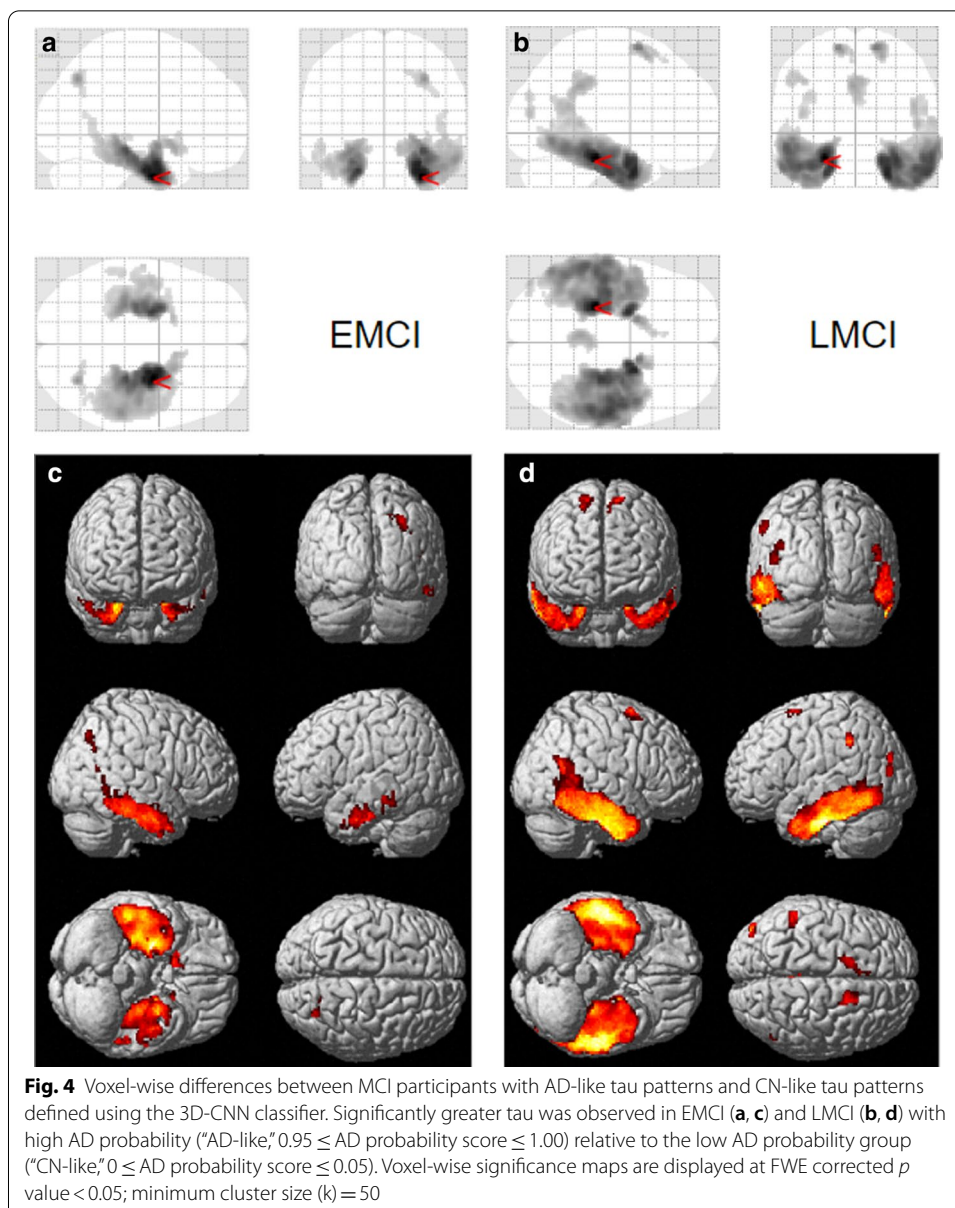 a
b
EMCI
LMCI
c
d
Fig. 4 Voxel-wise differences between MCI participants with AD-like tau patterns and CN-like tau patterns
defined using the 3D-CNN classifier. Significantly greater tau was observed in EMCI (a, c) and LMCI (b, d) with
high AD probability (“AD-like,” 0.95 ≤ AD probability score ≤ 1.00) relative to the low AD probability group
(“CN-like,” 0 ≤ AD probability score ≤ 0.05). Voxel-wise significance maps are displayed at FWE corrected p
value < 0.05; minimum cluster size (k) = 50